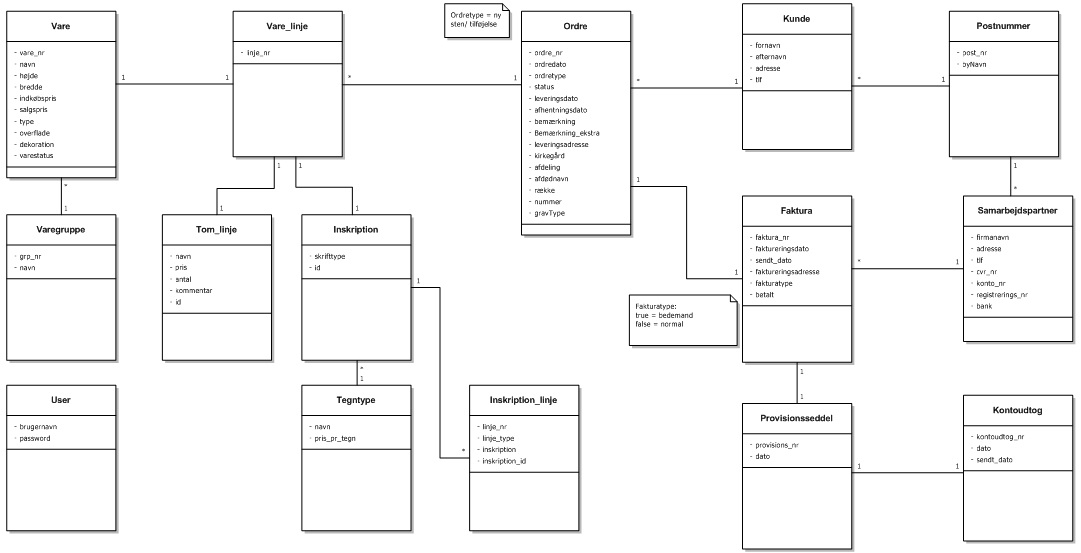 Vare
- vare_nr
- navn
- højde
- bredde
- indkøbspris
- salgspris
- type
- overflade
- dekoration
- varestatus
1
1
*
1
Vare_linje
- linje_nr
*
1
1
1
1
1
Ordretype = ny
sten/ tilføjelse
Ordre
- ordre_nr
- ordredato
- ordretype
- status
- leveringsdato
- afhentningsdato
- bemærkning
- Bemærkning_ekstra
- leveringsadresse
- kirkegård
- afdeling
- afdødnavn
- række
- nummer
- gravType
*
1
1
1
Kunde
- fornavn
- efternavn
- adresse
- tlf
*
1
Postnummer
- post_nr
- byNavn
1
*
Varegruppe
- grp_nr
- navn
Tom_linje
- navn
- pris
- antal
- kommentar
- id
Inskription
- skrifttype
- id
1
*
*
1
Faktura
- faktura_nr
- faktureringsdato
- sendt_dato
- faktureringsadresse
- fakturatype
- betalt
*
1
1
1
Samarbejdspartner
- firmanavn
- adresse
- tlf
- cvr_nr
- konto_nr
- registrerings_nr
- bank
Fakturatype:
true = bedemand
false = normal
User
- brugernavn
- password
Tegntype
- navn
- pris_pr_tegn
Inskription_linje
- linje_nr
- linje_type
- inskription
- inskription_id
Provisionsseddel
- provisions_nr
- dato
1
1
Kontoudtog
- kontoudtog_nr
- dato
- sendt_dato